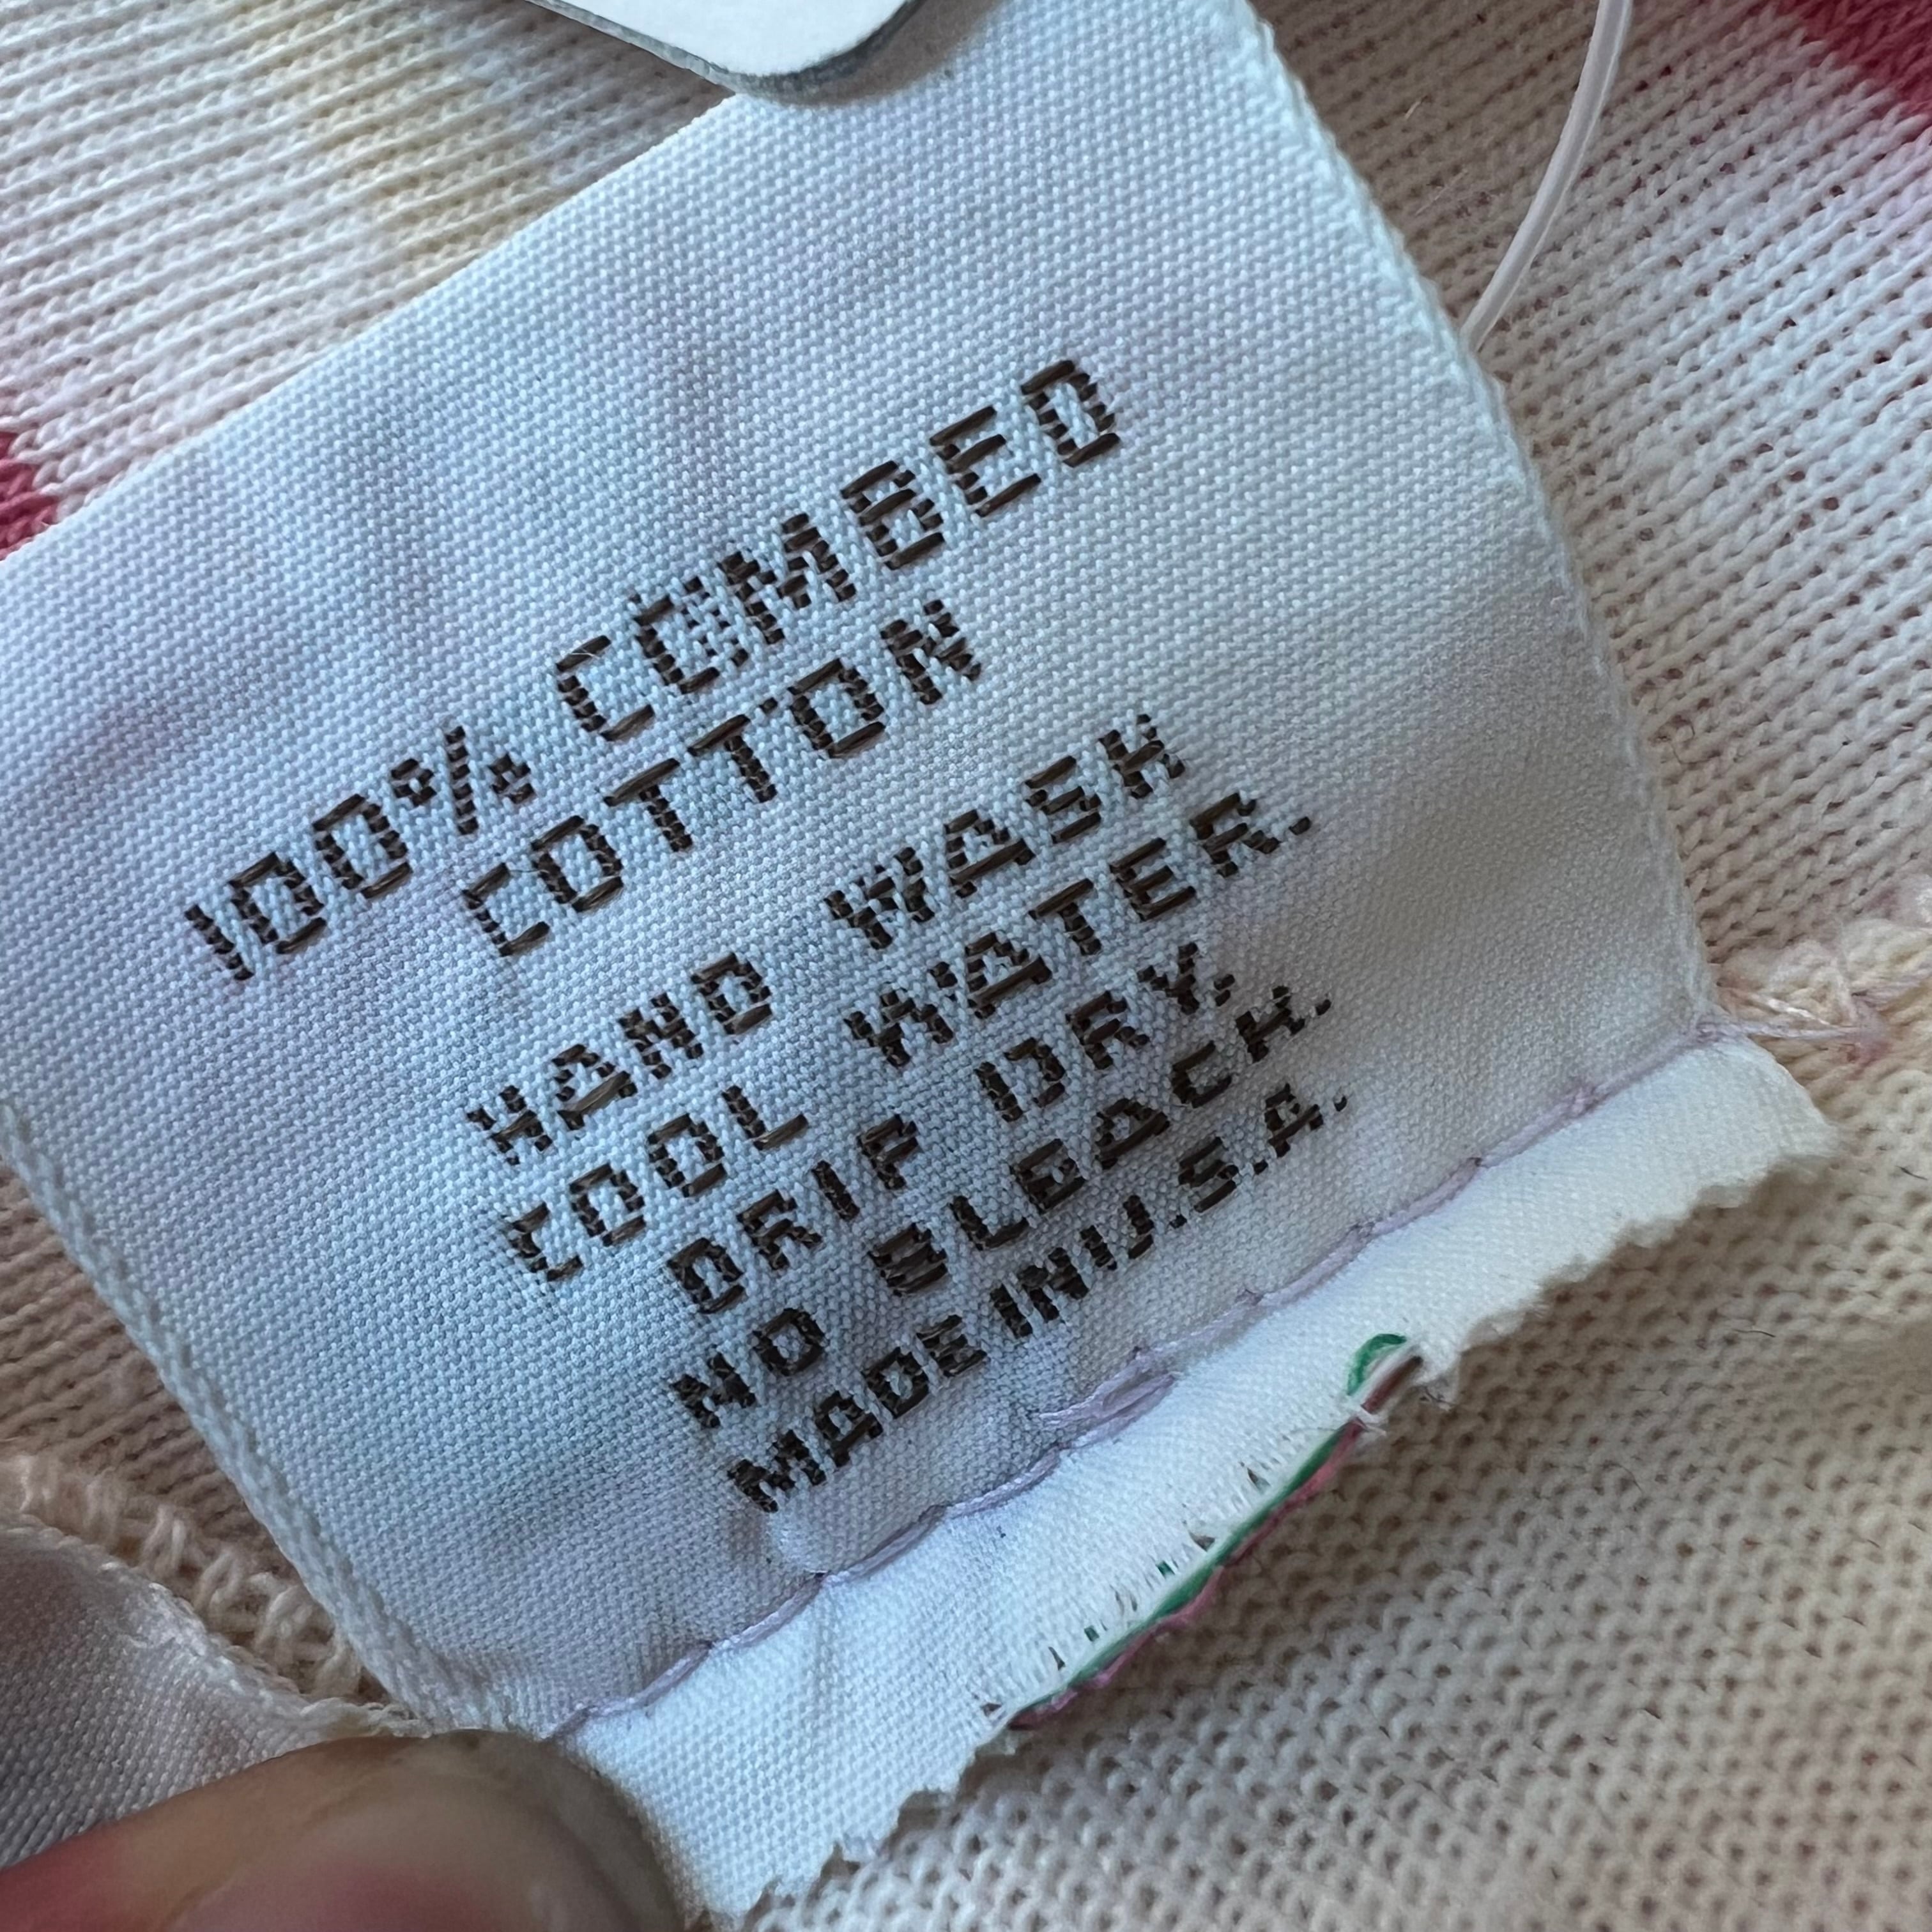 100% COMBED
COTTON
HAND WASH
COOL WATER.
DRIP DRY.
NO BLEACH.
MADE IN U.S.A.